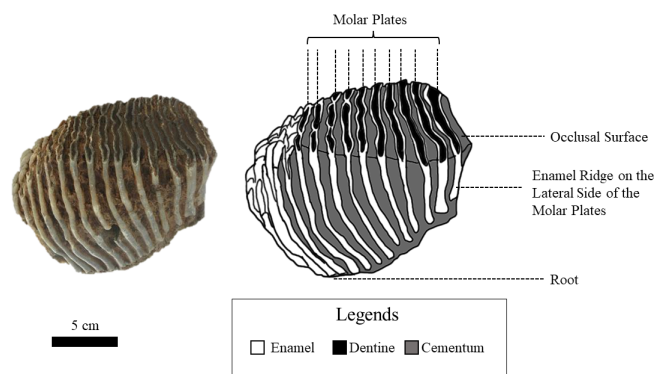 Molar Plates
Occlusal Surface
Enamel Ridge on the
Lateral Side of the
Molar Plates
Root
5 cm
Legends
Enamel Dentine Cementum